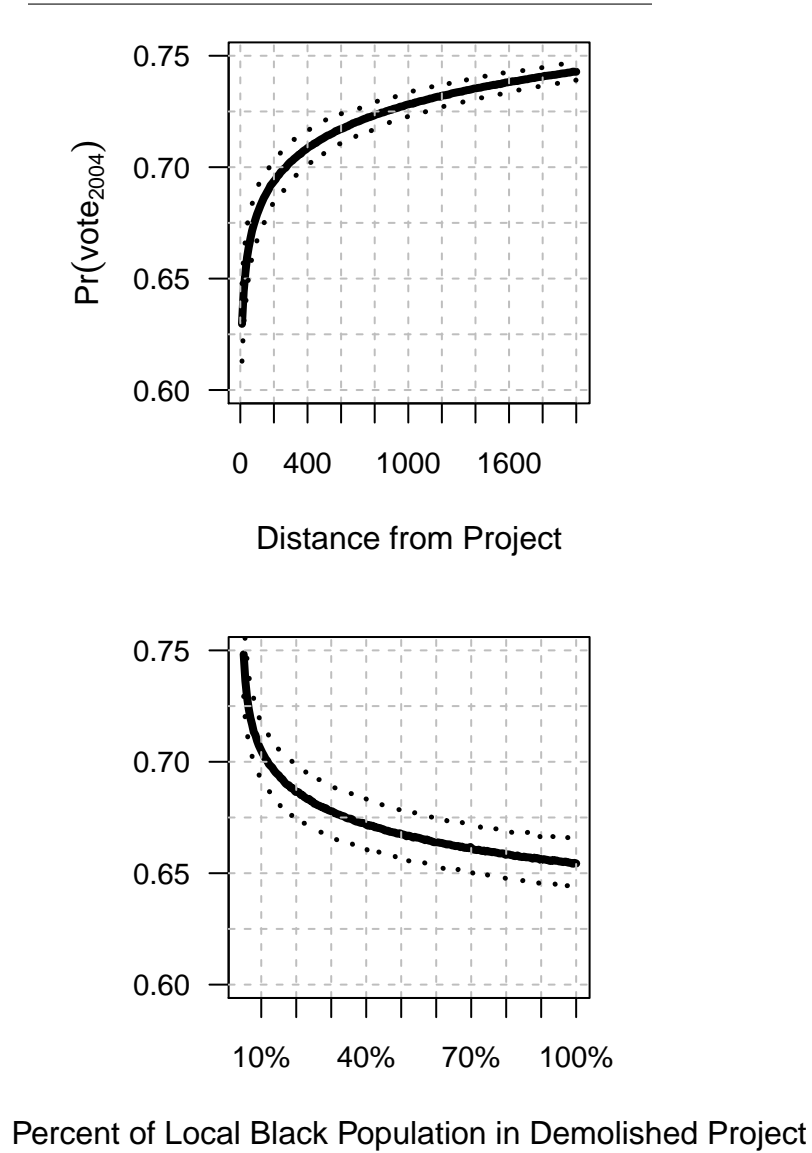 0.75
0.70
0.65
0.60
Pr(vote2004)
0 400 1000 1600
Distance from Project
0.75
0.70
0.65
0.60
10% 40% 70% 100%
Percent of Local Black Population in Demolished Project